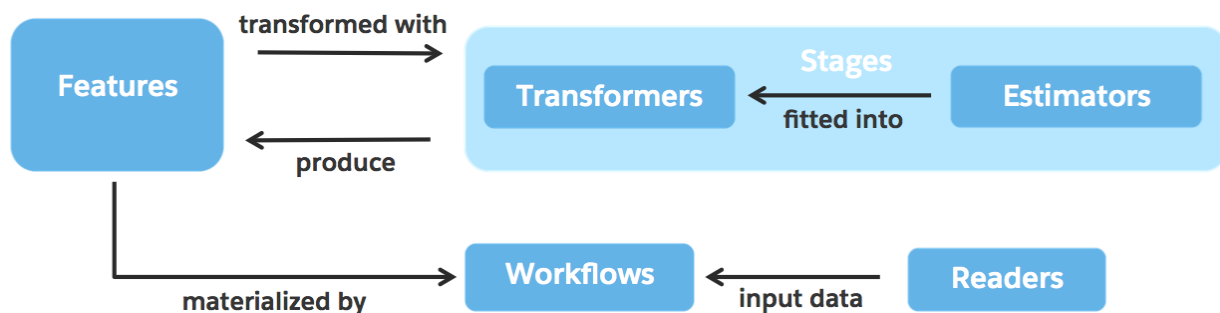 transformed with
Features
Stages
Transformers
Estimators
fitted into
produce
Workflows
Readers
materialized by
input data